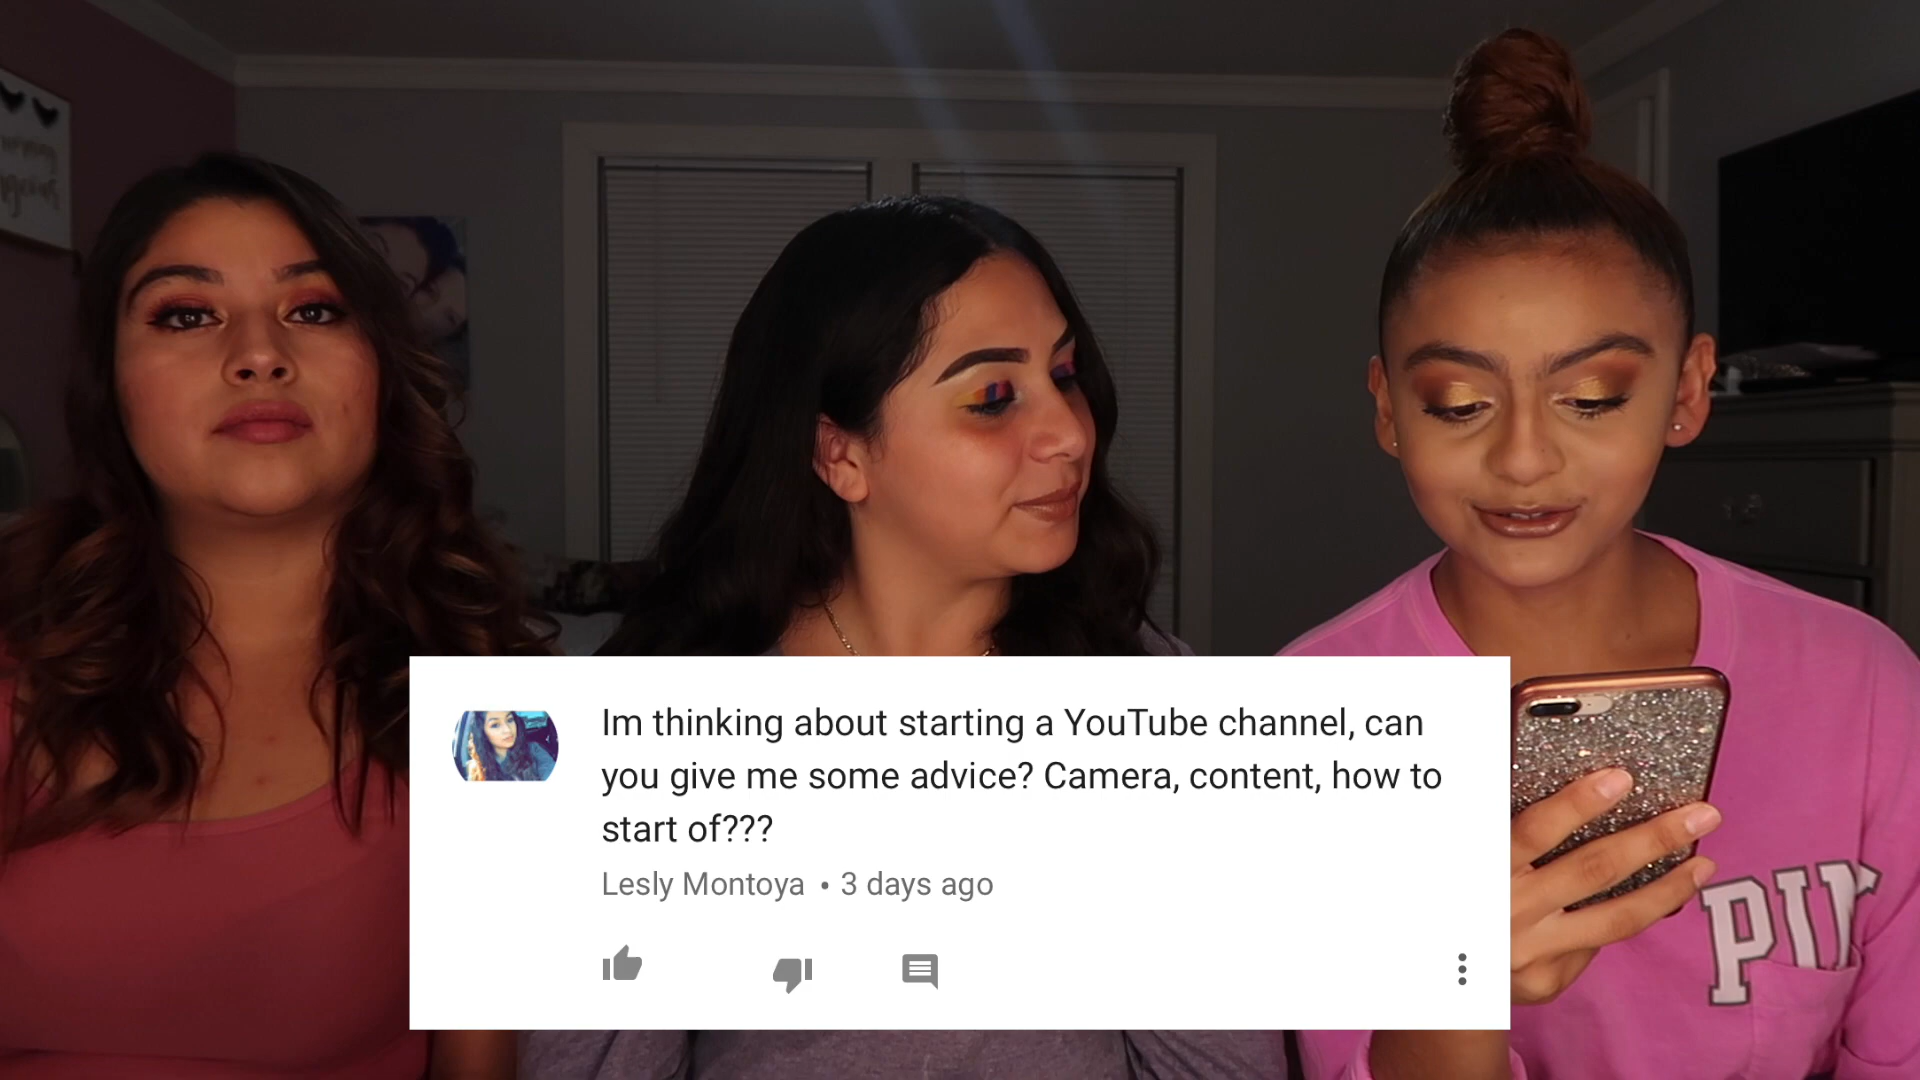 Im thinking about starting a YouTube channel, can
you give me some advice? Camera, content, how to
start of???
Lesly Montoya • 3 days ago